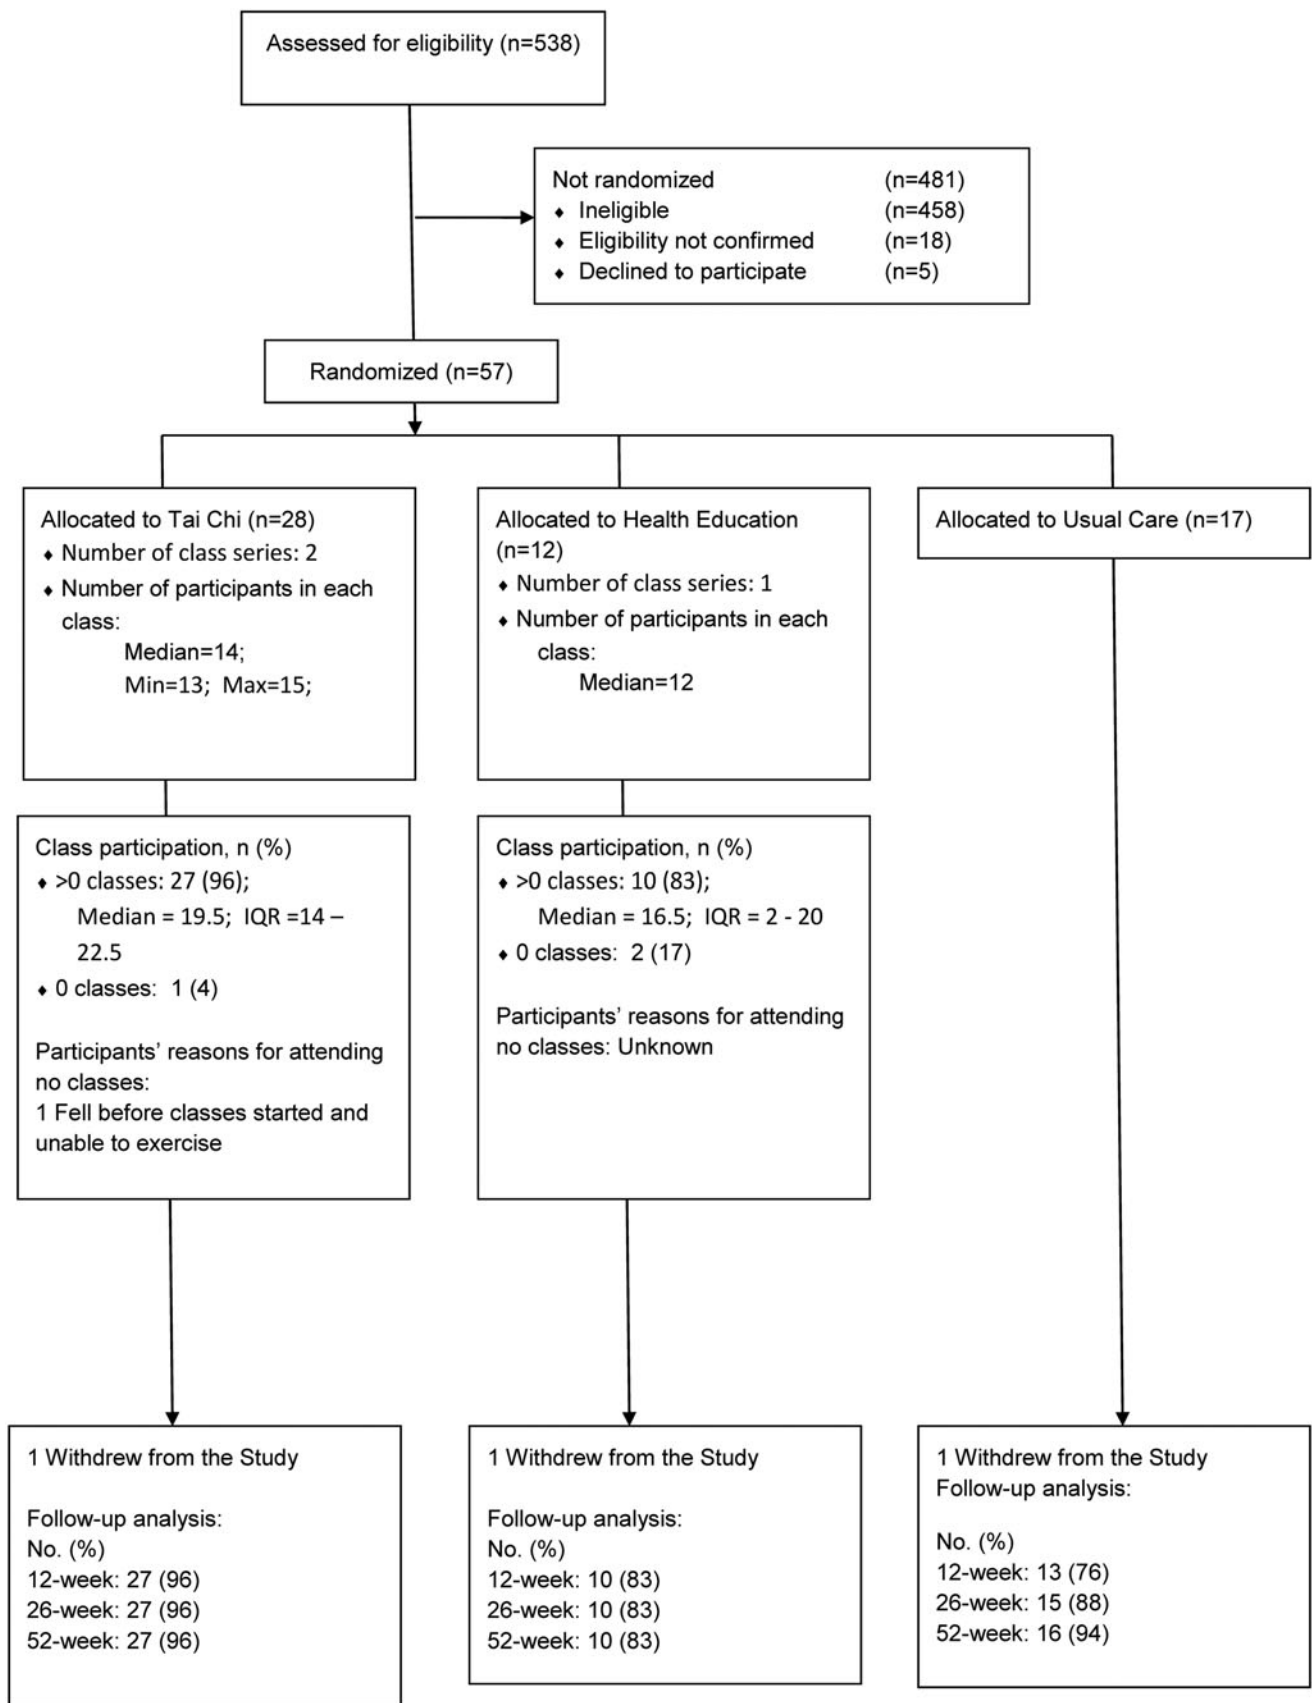 Assessed for eligibility (n=538)
Not randomized (n=481)
♦ Ineligible (n=458)
♦ Eligibility not confirmed (n=18)
♦ Declined to participate (n=5)
Randomized (n=57)
Allocated to Tai Chi (n=28)
♦ Number of class series: 2
♦ Number of participants in each
class:
Median=14;
Min=13; Max=15;
Allocated to Health Education
(n=12)
♦ Number of class series: 1
♦ Number of participants in each
class:
Median=12
Allocated to Usual Care (n=17)
Class participation, n (%)
♦ >0 classes: 27 (96);
Median = 19.5; IQR =14 –
22.5
♦ 0 classes: 1 (4)
Participants’ reasons for attending
no classes:
1 Fell before classes started and
unable to exercise
Class participation, n (%)
♦ >0 classes: 10 (83);
Median = 16.5; IQR = 2 - 20
♦ 0 classes: 2 (17)
Participants’ reasons for attending
no classes: Unknown
1 Withdrew from the Study
Follow-up analysis:
No. (%)
12-week: 27 (96)
26-week: 27 (96)
52-week: 27 (96)
1 Withdrew from the Study
Follow-up analysis:
No. (%)
12-week: 10 (83)
26-week: 10 (83)
52-week: 10 (83)
1 Withdrew from the Study
Follow-up analysis:
No. (%)
12-week: 13 (76)
26-week: 15 (88)
52-week: 16 (94)